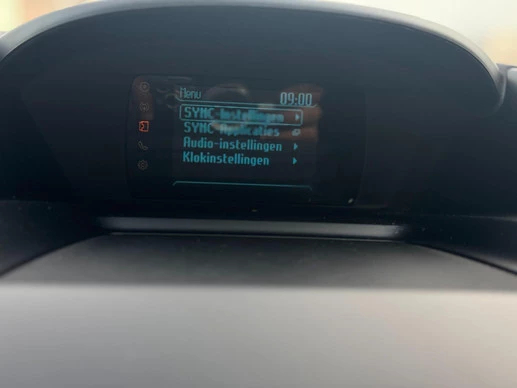 Menu
09:00
SYNC-Instellingen
SYNC-Applicaties
Audio-instellingen
Klokinstellingen